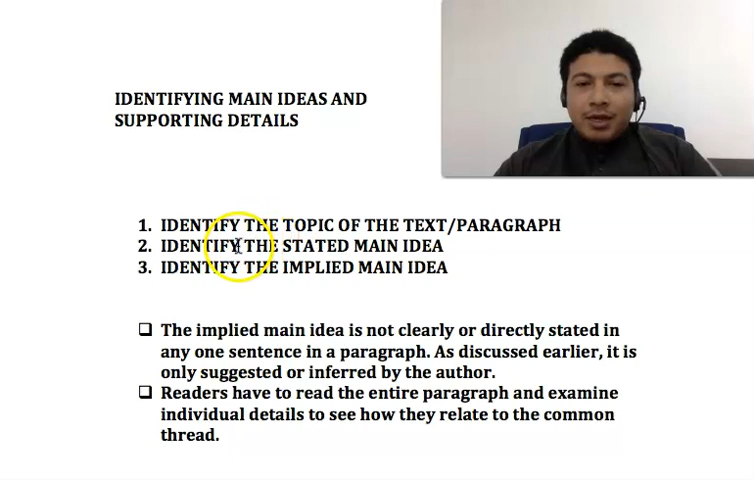 IDENTIFYING MAIN IDEAS AND
SUPPORTING DETAILS
1. IDENTIFY THE TOPIC OF THE TEXT/PARAGRAPH
2. IDENTIFY THE STATED MAIN IDEA
3. IDENTIFY THE IMPLIED MAIN IDEA
❑ The implied main idea is not clearly or directly stated in
any one sentence in a paragraph. As discussed earlier, it is
only suggested or inferred by the author.
❑ Readers have to read the entire paragraph and examine
individual details to see how they relate to the common
thread.